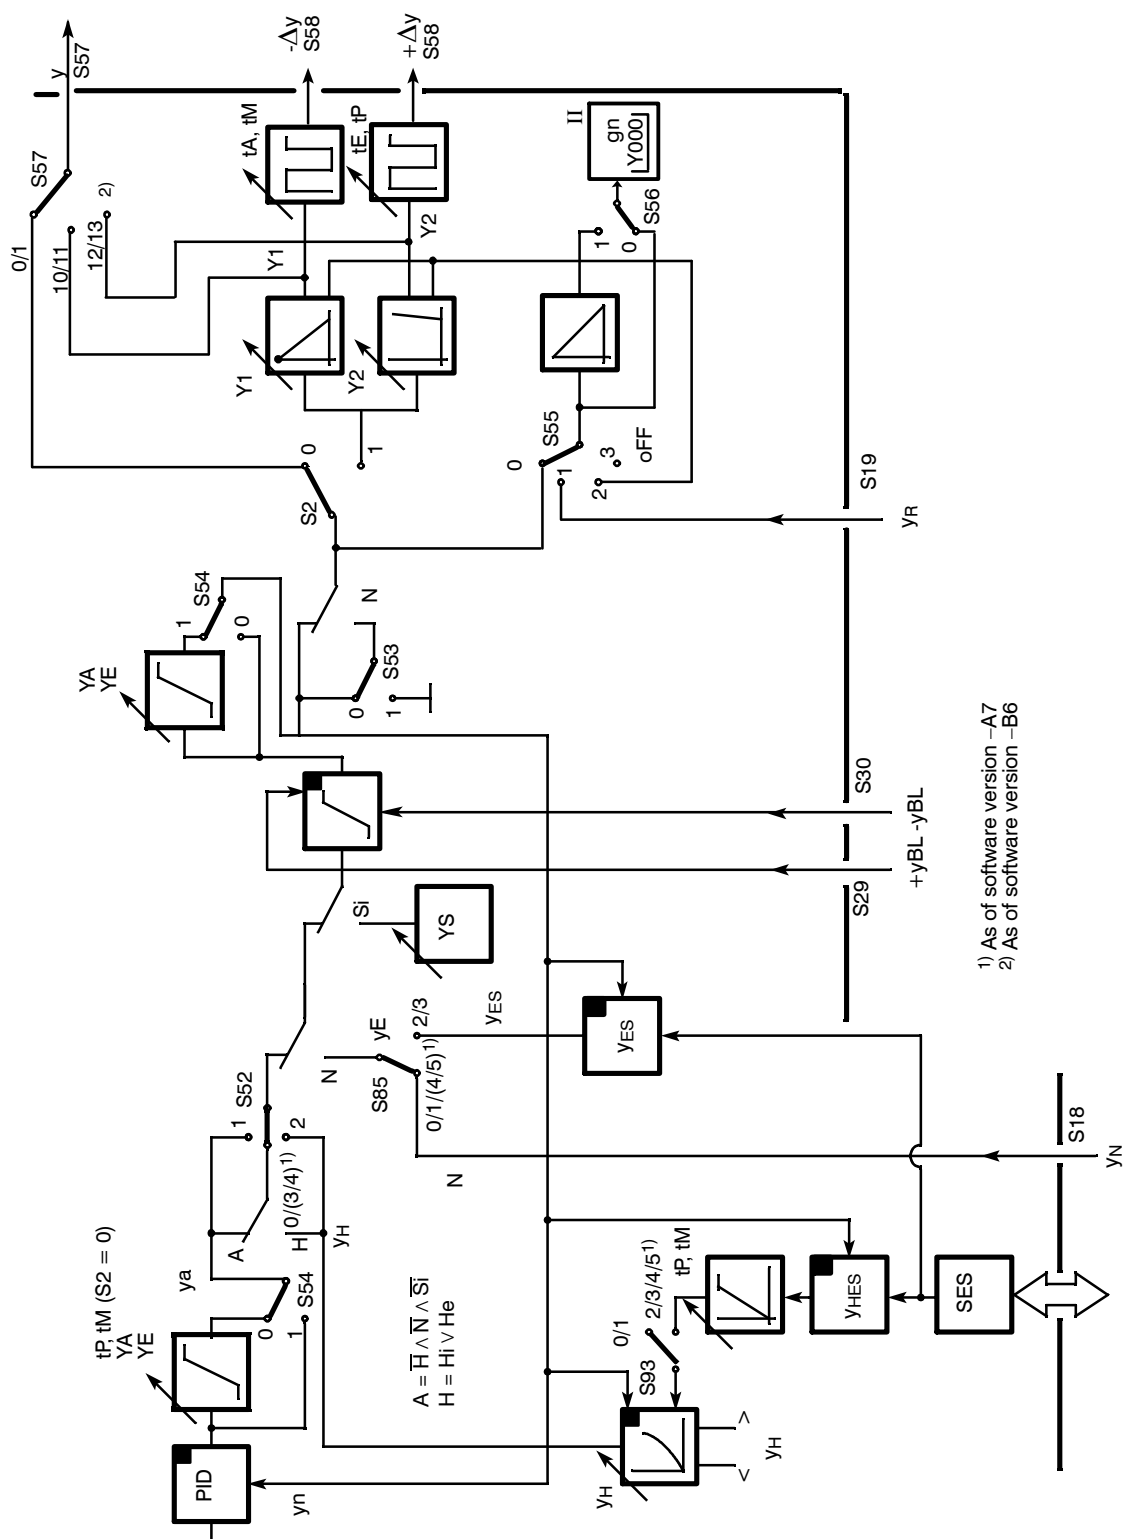 y
S57
-Δy
S58
+Δy
S58
S57
0/1
10/11
12/13
2)
tA, tM
tE, tP
Y1
Y2
Y1
Y2
II
gn
Y000
S56
1
0
S2
0
1
S55
0
1
2
3
oFF
S19
yR
S54
1
0
YA
YE
N
S53
0
1
S30
+yBL -yBL
S29
Si
YS
yES
yES
N
yE
S85
2/3
0/1/(4/5)1)
S52
1
2
0/(3/4)1)
A
H
yH
N
S18
yN
tP, tM (S2 = 0)
YA
YE
ya
S54
0
1
PID
yn
A = H̅ ∧ N̅ ∧ S̅i̅
H = Hi ∨ He
yH
S93
0/1
2/3/4/51)
tP, tM
yHES
SES
< >
yH
1) As of software version –A7
2) As of software version –B6